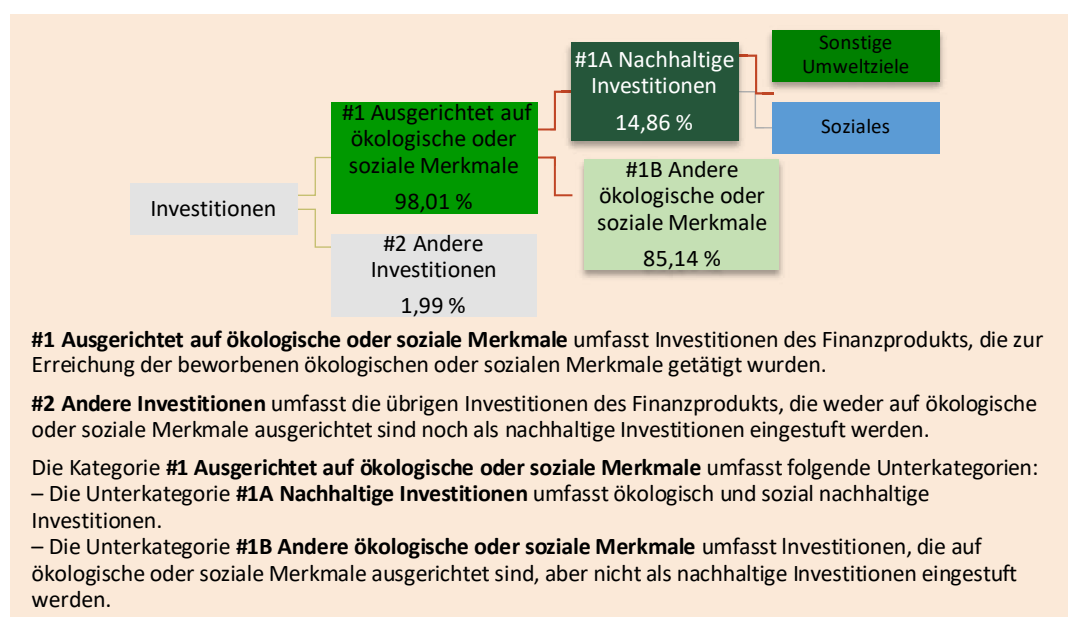 Sonstige
Umweltziele
#1A Nachhaltige
Investitionen
14,86 %
Soziales
#1 Ausgerichtet auf
ökologische oder
soziale Merkmale
98,01 %
#1B Andere
ökologische oder
soziale Merkmale
85,14 %
Investitionen
#2 Andere
Investitionen
1,99 %
#1 Ausgerichtet auf ökologische oder soziale Merkmale umfasst Investitionen des Finanzprodukts, die zur
Erreichung der beworbenen ökologischen oder sozialen Merkmale getätigt wurden.
#2 Andere Investitionen umfasst die übrigen Investitionen des Finanzprodukts, die weder auf ökologische
oder soziale Merkmale ausgerichtet sind noch als nachhaltige Investitionen eingestuft werden.
Die Kategorie #1 Ausgerichtet auf ökologische oder soziale Merkmale umfasst folgende Unterkategorien:
– Die Unterkategorie #1A Nachhaltige Investitionen umfasst ökologisch und sozial nachhaltige
Investitionen.
– Die Unterkategorie #1B Andere ökologische oder soziale Merkmale umfasst Investitionen, die auf
ökologische oder soziale Merkmale ausgerichtet sind, aber nicht als nachhaltige Investitionen eingestuft
werden.